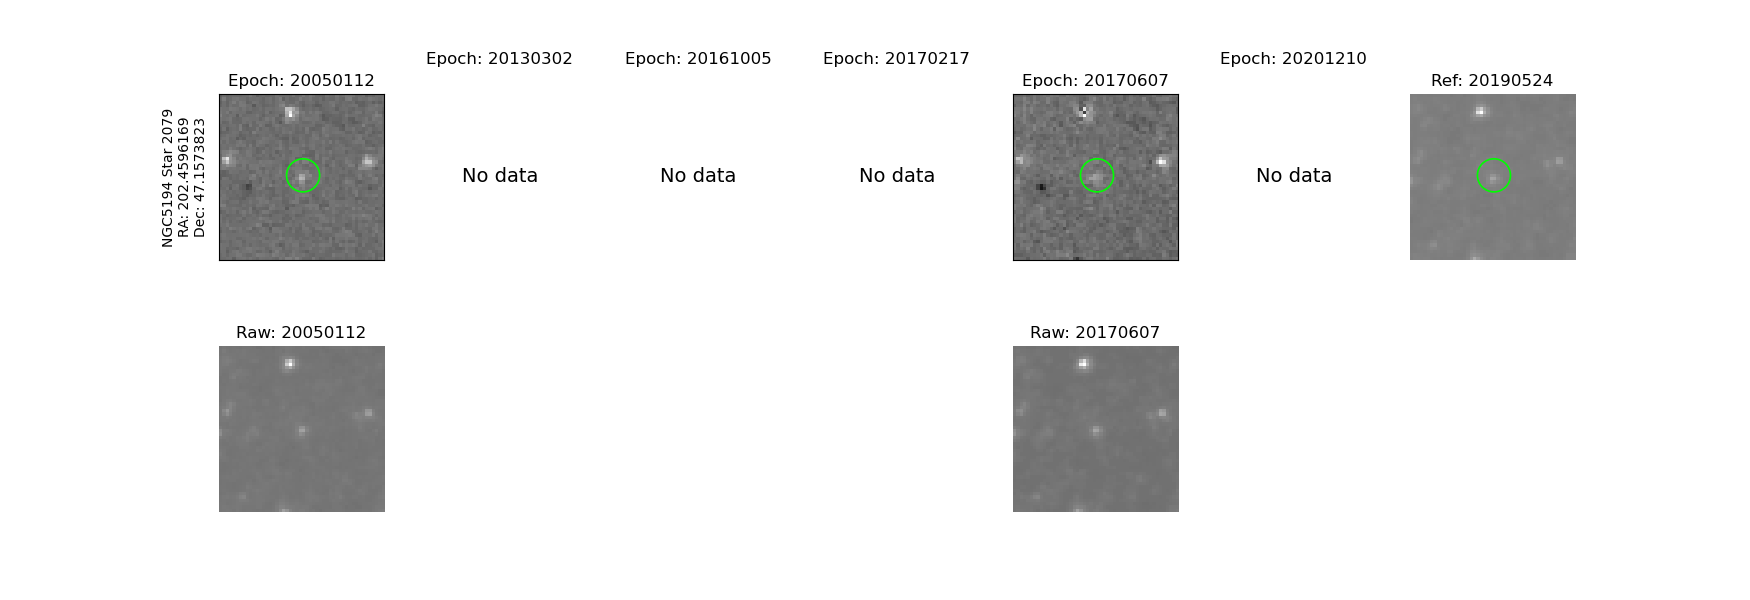 Epoch: 20050112
Epoch: 20130302
Epoch: 20161005
Epoch: 20170217
Epoch: 20170607
Epoch: 20201210
Ref: 20190524
NGC5194 Star 2079
RA: 202.4596169
Dec: 47.1573823
No data
No data
No data
No data
Raw: 20050112
Raw: 20170607